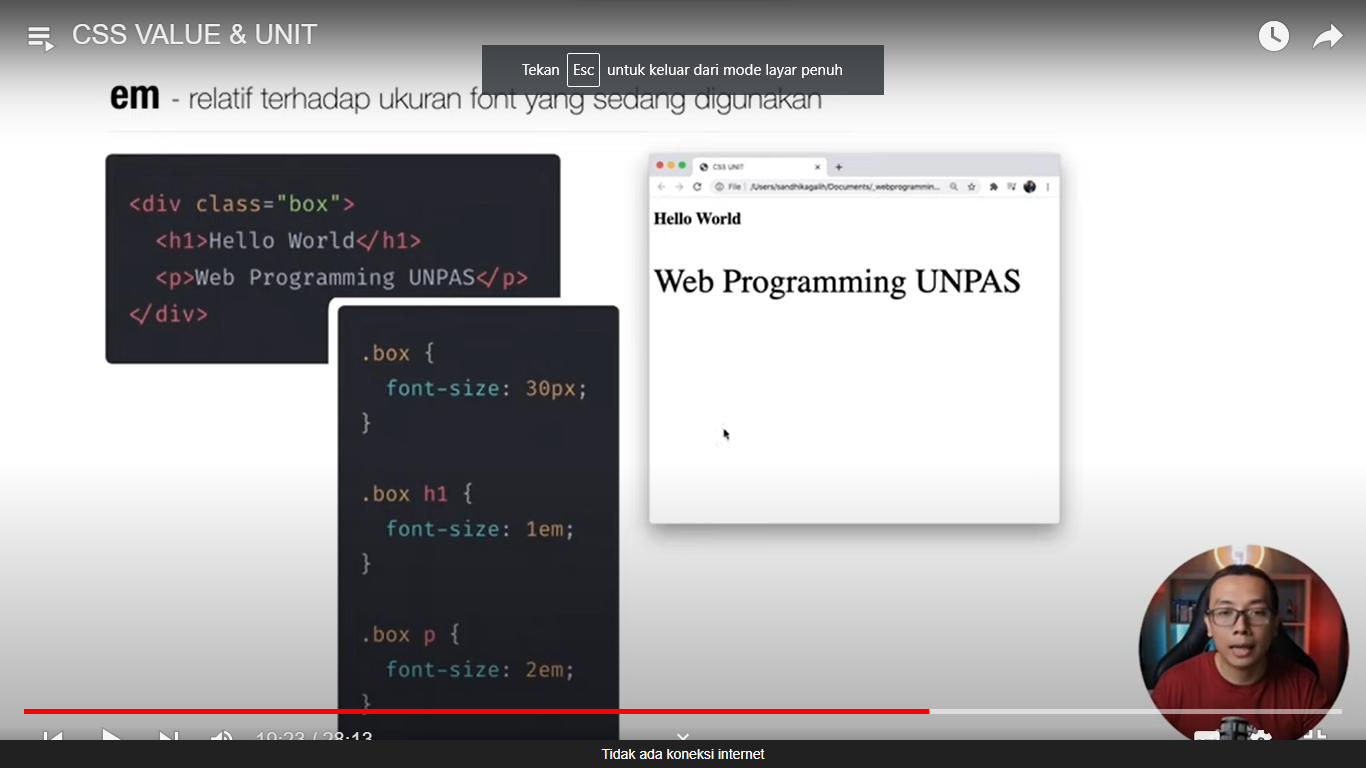 CSS VALUE & UNIT
Tekan Esc untuk keluar dari mode layar penuh
em - relatif terhadap ukuran font yang sedang digunakan
<div class="box">
<h1>Hello World</h1>
<p>Web Programming UNPAS</p>
</div>
.box {
font-size: 30px;
}
.box h1 {
font-size: 1em;
}
.box p {
font-size: 2em;
}
CSS UNIT
File /Users/sandhikagalih/Documents/_webprogrammin...
Hello World
Web Programming UNPAS
19:23 / 28:13
Tidak ada koneksi internet